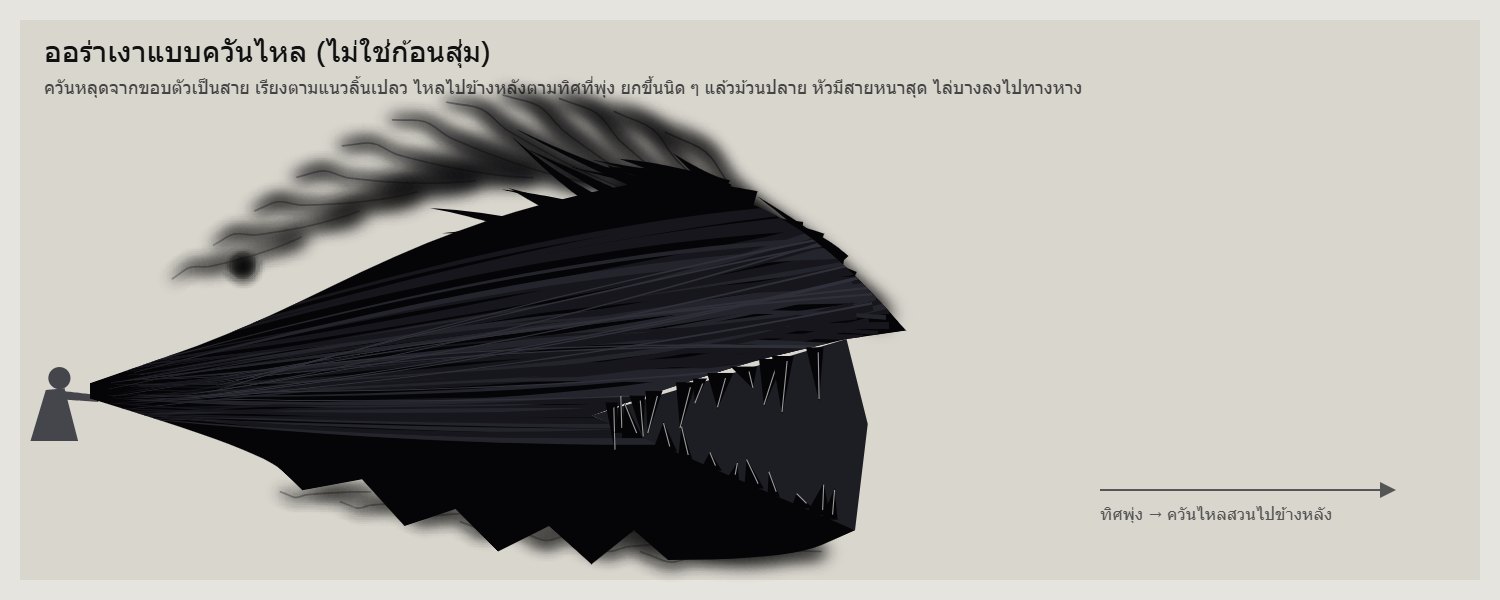 ออร่าเงาแบบควันไหล (ไม่ใช่ก้อนสุ่ม)
ควันหลุดจากขอบตัวเป็นสาย เรียงตามแนวลิ้นเปลว ไหลไปข้างหลังตามทิศที่พุ่ง ยกขึ้นนิด ๆ แล้วม้วนปลาย หัวมีสายหนาสุด ไล่บางลงไปทางหาง
ทิศพุ่ง → ควันไหลสวนไปข้างหลัง